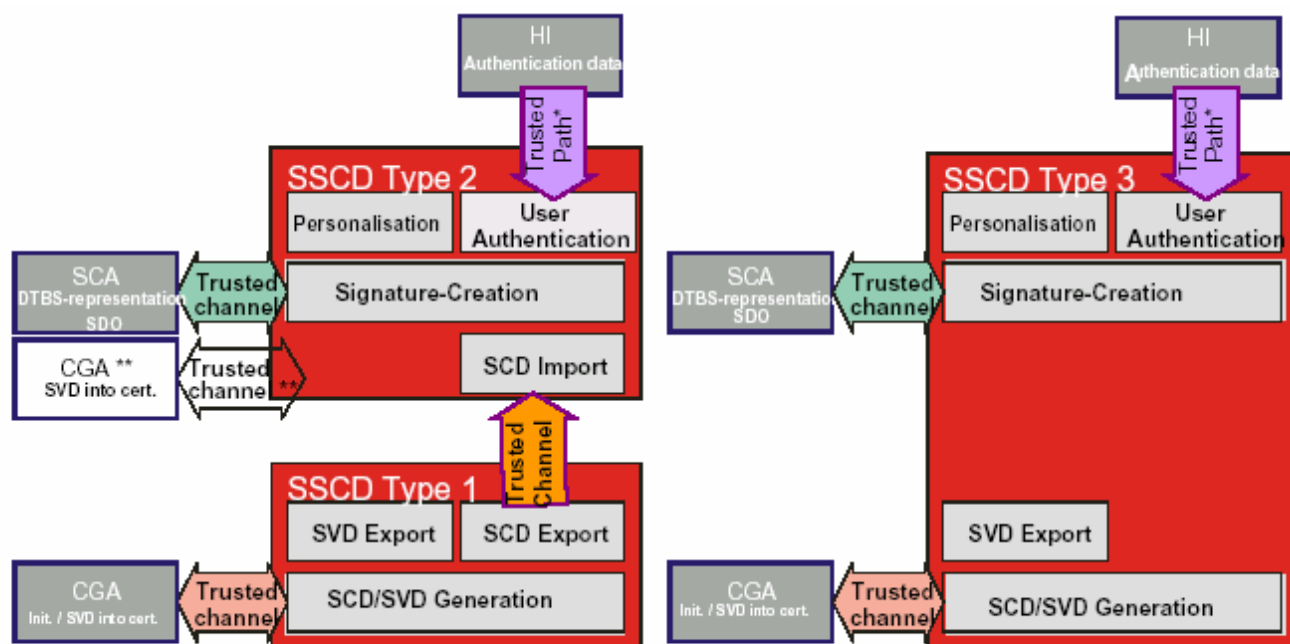 HI
Authentication data
Trusted
Path*
SSCD Type 2
Personalisation
User
Authentication
SCA
DTBS-representation
SDO
Trusted
channel
Signature-Creation
CGA **
SVD into cert.
Trusted
channel **
SCD Import
Trusted
Channel
SSCD Type 1
SVD Export
SCD Export
CGA
Init. / SVD into cert.
Trusted
channel
SCD/SVD Generation
HI
Authentication data
Trusted
Path*
SSCD Type 3
Personalisation
User
Authentication
SCA
DTBS-representation
SDO
Trusted
channel
Signature-Creation
SVD Export
CGA
Init. / SVD into cert.
Trusted
channel
SCD/SVD Generation